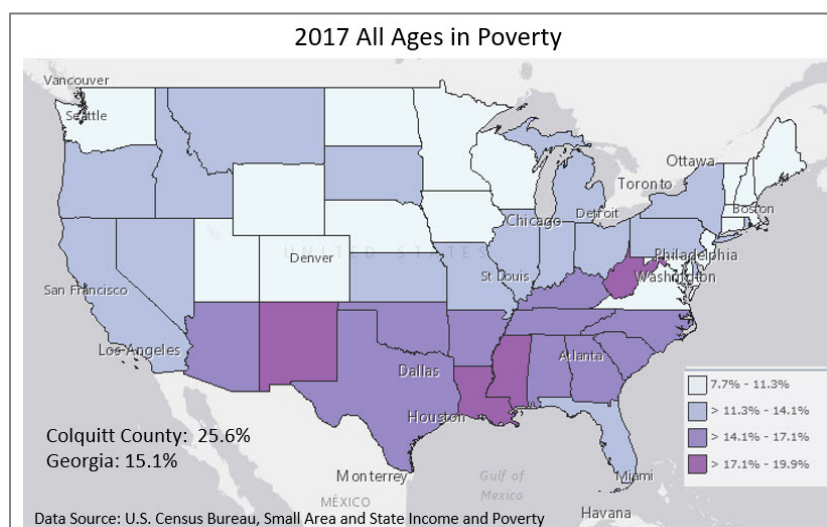 2017 All Ages in Poverty
Vancouver
Seattle
Ottawa
Toronto
Boston
Chicago
Detroit
UNITED STATES
Philadelphia
Denver
St Louis
Washington
San Francisco
Los Angeles
Atlanta
Dallas
Houston
7.7% - 11.3%
> 11.3% - 14.1%
> 14.1% - 17.1%
> 17.1% - 19.9%
Colquitt County: 25.6%
Georgia: 15.1%
Monterrey
Gulf of
Mexico
Miami
MÉXICO
Havana
Data Source: U.S. Census Bureau, Small Area and State Income and Poverty